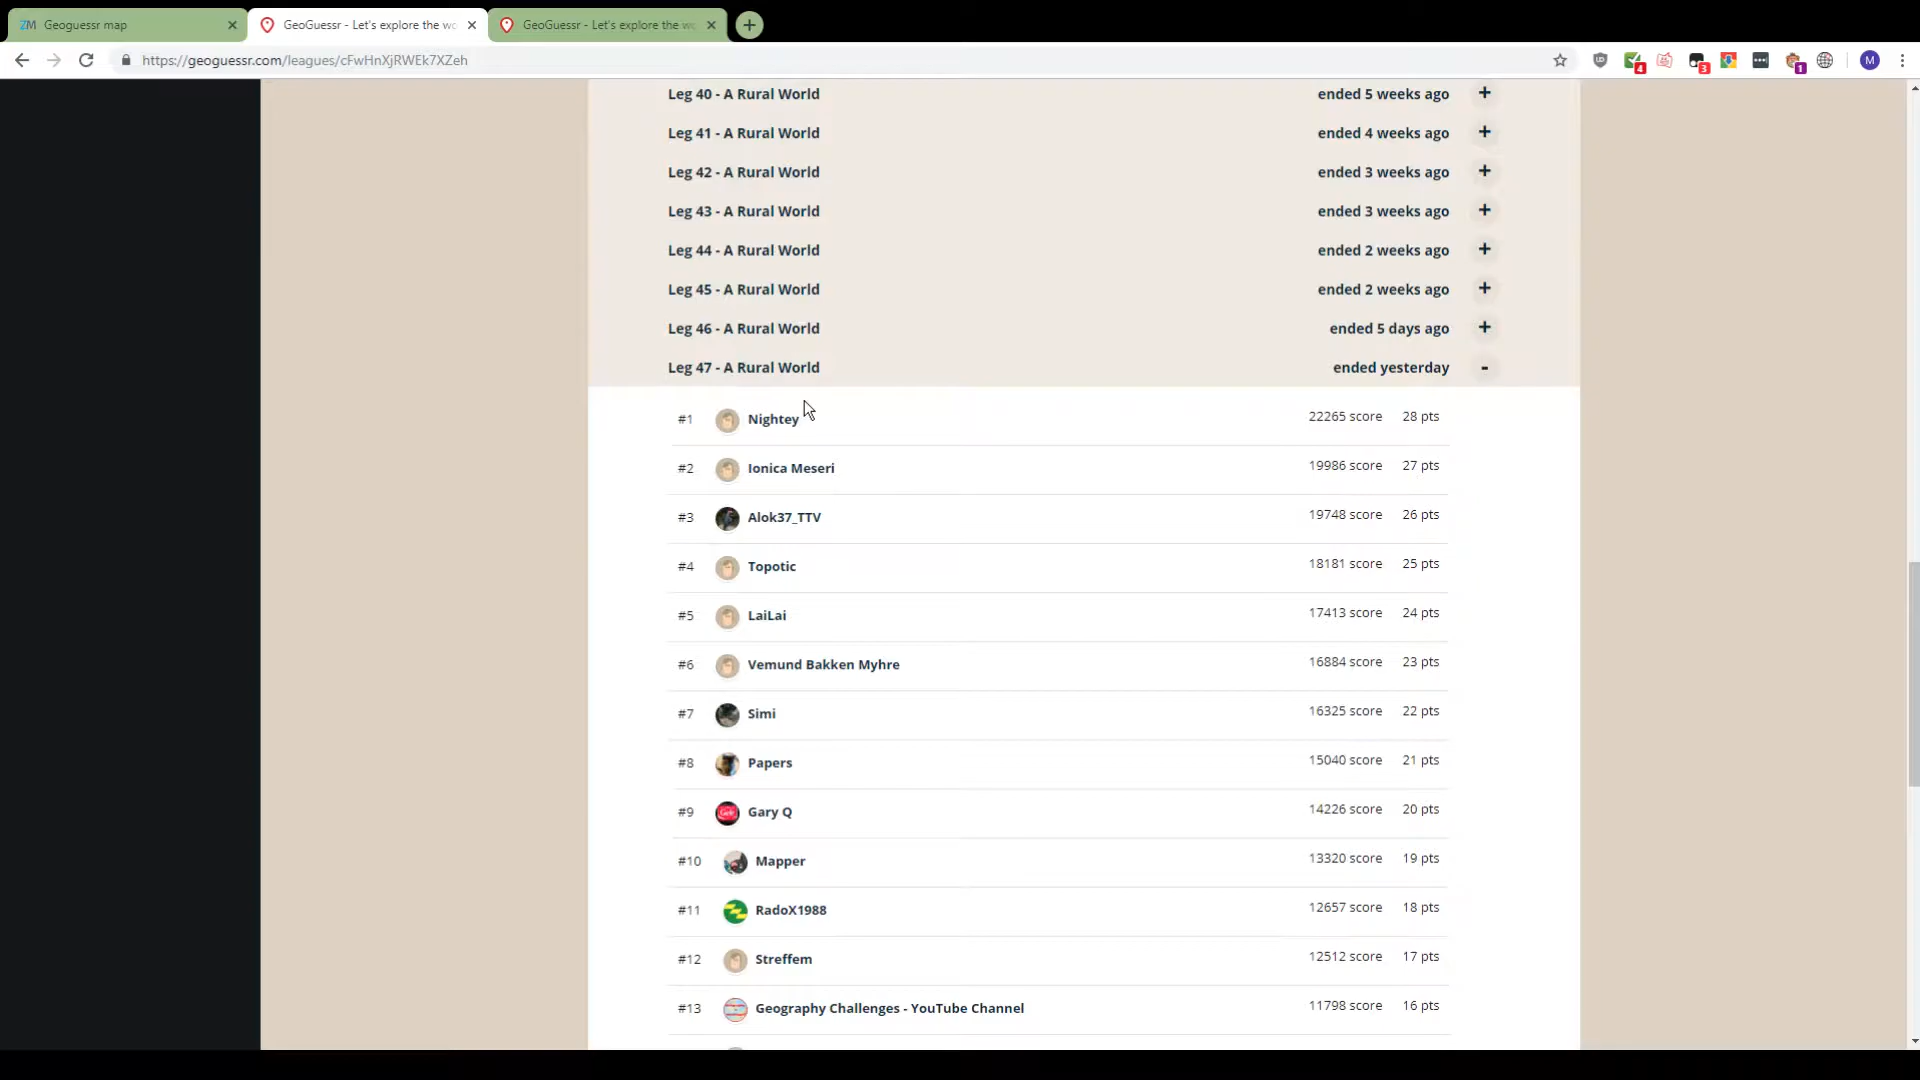 Geoguessr map
GeoGuessr - Let's explore the wo
GeoGuessr - Let's explore the wo
https://geoguessr.com/leagues/cFwHnXjRWEk7XZeh
4
3
1
M
Leg 40 - A Rural World ended 5 weeks ago +
Leg 41 - A Rural World ended 4 weeks ago +
Leg 42 - A Rural World ended 3 weeks ago +
Leg 43 - A Rural World ended 3 weeks ago +
Leg 44 - A Rural World ended 2 weeks ago +
Leg 45 - A Rural World ended 2 weeks ago +
Leg 46 - A Rural World ended 5 days ago +
Leg 47 - A Rural World ended yesterday -
#1 Nightey 22265 score 28 pts
#2 Ionica Meseri 19986 score 27 pts
#3 Alok37_TTV 19748 score 26 pts
#4 Topotic 18181 score 25 pts
#5 LaiLai 17413 score 24 pts
#6 Vemund Bakken Myhre 16884 score 23 pts
#7 Simi 16325 score 22 pts
#8 Papers 15040 score 21 pts
#9 Gary Q 14226 score 20 pts
#10 Mapper 13320 score 19 pts
#11 RadoX1988 12657 score 18 pts
#12 Streffem 12512 score 17 pts
#13 Geography Challenges - YouTube Channel 11798 score 16 pts